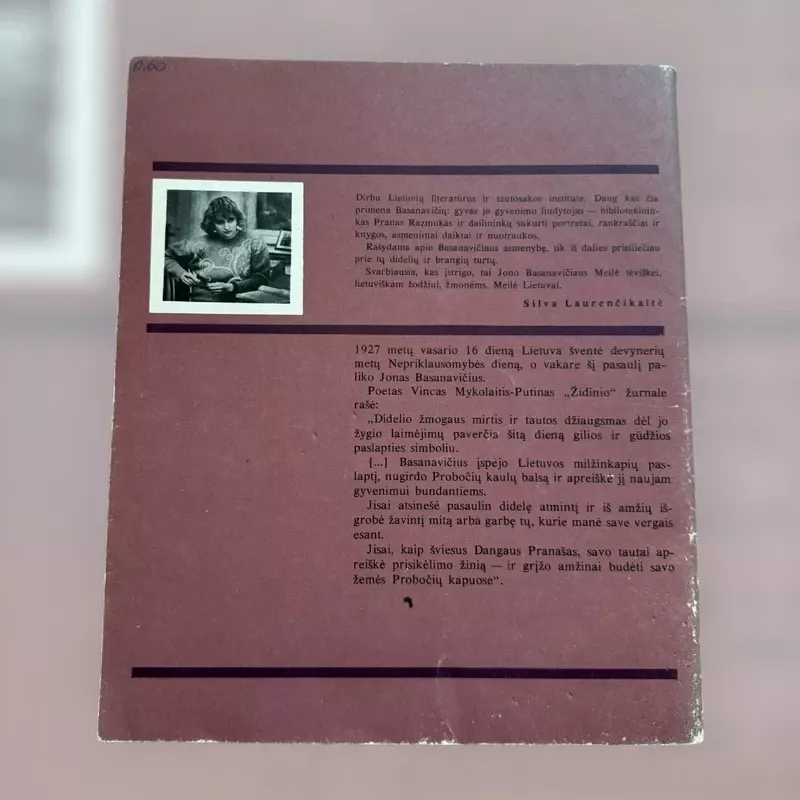 0.60
Dirbu Lietuvių literatūros ir tautosakos institute. Daug kas čia
primena Basanavičių: gyvas jo gyvenimo liudytojas — bibliotekinin-
kas Pranas Razmukas ir dailininkų sukurti portretai, rankraščiai ir
knygos, asmeniniai daiktai ir nuotraukos.
Rašydama apie Basanavičiaus asmenybę, tik iš dalies prisiliečiau
prie tų didelių ir brangių turtų.
Svarbiausia, kas įstrigo, tai Jono Basanavičiaus Meilė tėviškei,
lietuviškam žodžiui, žmonėms. Meilė Lietuvai.
Silva Laurenčikaitė
1927 metų vasario 16 dieną Lietuva šventė devynerių
metų Nepriklausomybės dieną, o vakare šį pasaulį pa-
liko Jonas Basanavičius.
Poetas Vincas Mykolaitis-Putinas „Židinio“ žurnale
rašė:
„Didelio žmogaus mirtis ir tautos džiaugsmas dėl jo
žygio laimėjimų paverčia šitą dieną gilios ir gūdžios
paslapties simboliu.
[...] Basanavičius įspėjo Lietuvos milžinkapių pas-
laptį, nugirdo Probočių kaulų balsą ir apreiškė jį naujam
gyvenimui bundantiems.
Jisai atsinešė pasaulin didelę atmintį ir iš amžių iš-
grobė žavintį mitą arba garbę tų, kurie manė save vergais
esant.
Jisai, kaip šviesus Dangaus Pranašas, savo tautai ap-
reiškė prisikėlimo žinią — ir grįžo amžinai budėti savo
žemės Probočių kapuose“.